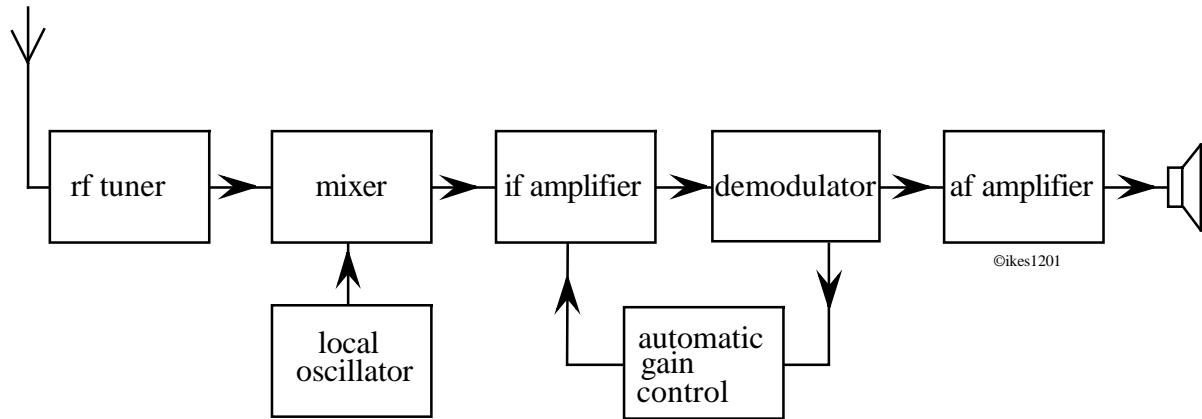 rf tuner
mixer
if amplifier
demodulator
af amplifier
©ikes1201
local
oscillator
automatic
gain
control